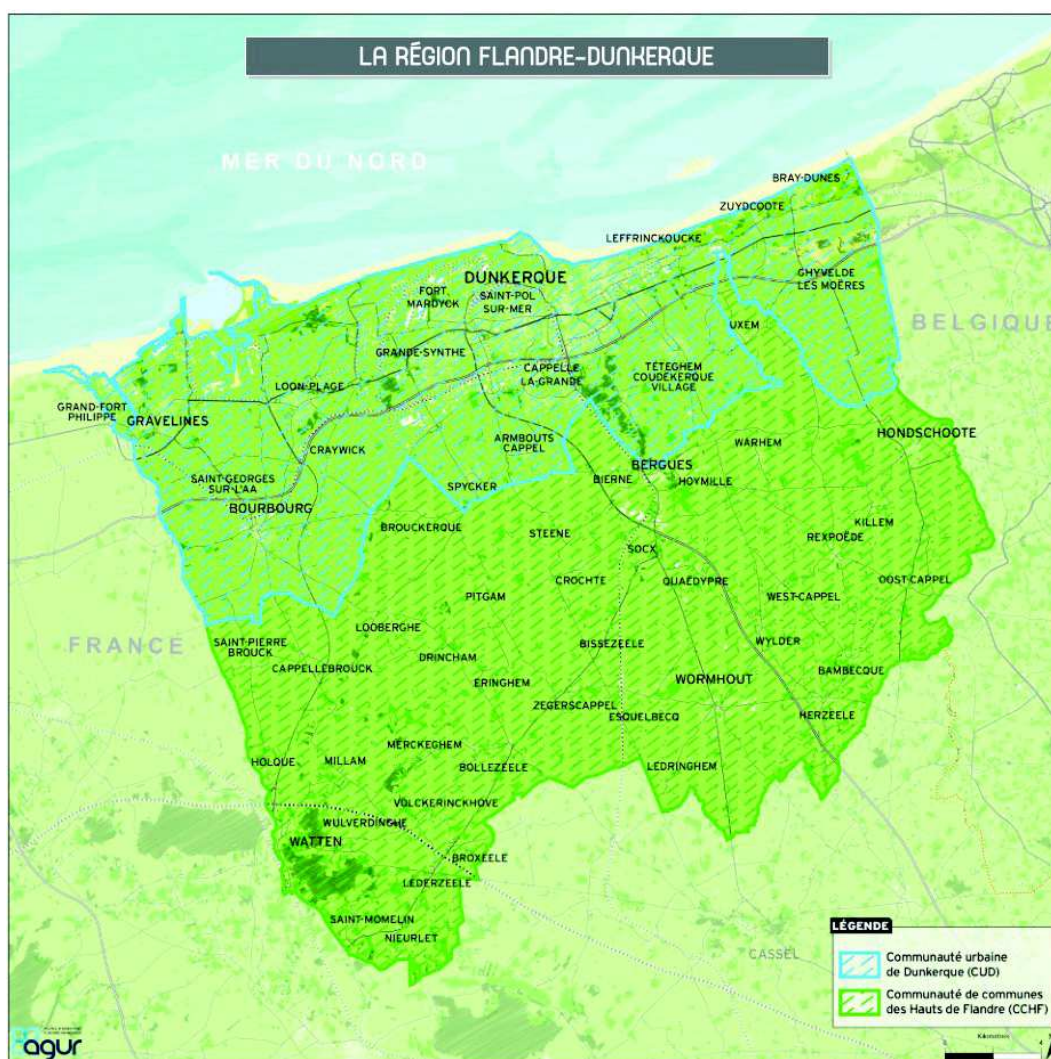 LA RÉGION FLANDRE-DUNKERQUE
MER DU NORD
BRAY-DUNES
ZUYDCOOTE
LEFFRINCKOUCKE
DUNKERQUE
GHYVELDE
LES MOËRES
FORT
MARDYCK
SAINT-POL
SUR-MER
BELGIQUE
UXEM
GRANDE-SYNTHE
CAPPELLE
LA-GRANDE
TÉTEGHEM
COUDEKERQUE
VILLAGE
LOON-PLAGE
GRAND-FORT
PHILIPPE
GRAVELINES
HONDSCHOOTE
CRAYWICK
ARMBOUTS
CAPPEL
WARHEM
BERGUES
SAINT-GEORGES
SUR-L'AA
SPYCKER
BIERNE
HOYMILLE
BOURBOURG
BROUCKERQUE
STEENE
KILLEM
REXPOËDE
SOCX
CROCHTE
QUAËDYPRE
OOST-CAPPEL
PITGAM
WEST-CAPPEL
LOOBERGHE
FRANCE
SAINT-PIERRE
BROUCK
BISSEZEELE
WYLDER
CAPPELLEBROUCK
DRINCHAM
BAMBECQUE
ERINGHEM
WORMHOUT
ZEGERSCAPPEL
ESQUELBECQ
HERZEELE
MERCKEGHEM
HOLQUE
MILLAM
BOLLEZEELE
LEDRINGHEM
VOLCKERINCKHOVE
WULVERDINGHE
WATTEN
BROXEELE
LEDERZEELE
SAINT-MOMELIN
NIEURLET
CASSEL
LÉGENDE
Communauté urbaine
de Dunkerque (CUD)
Communauté de communes
des Hauts de Flandre (CCHF)
Kilomètres
0 4
agur